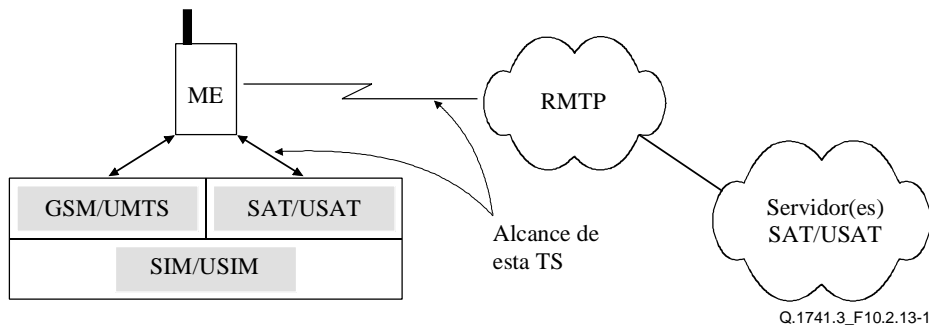 ME
RMTP
GSM/UMTS
SAT/USAT
SIM/USIM
Alcance de
esta TS
Servidor(es)
SAT/USAT
Q.1741.3_F10.2.13-1